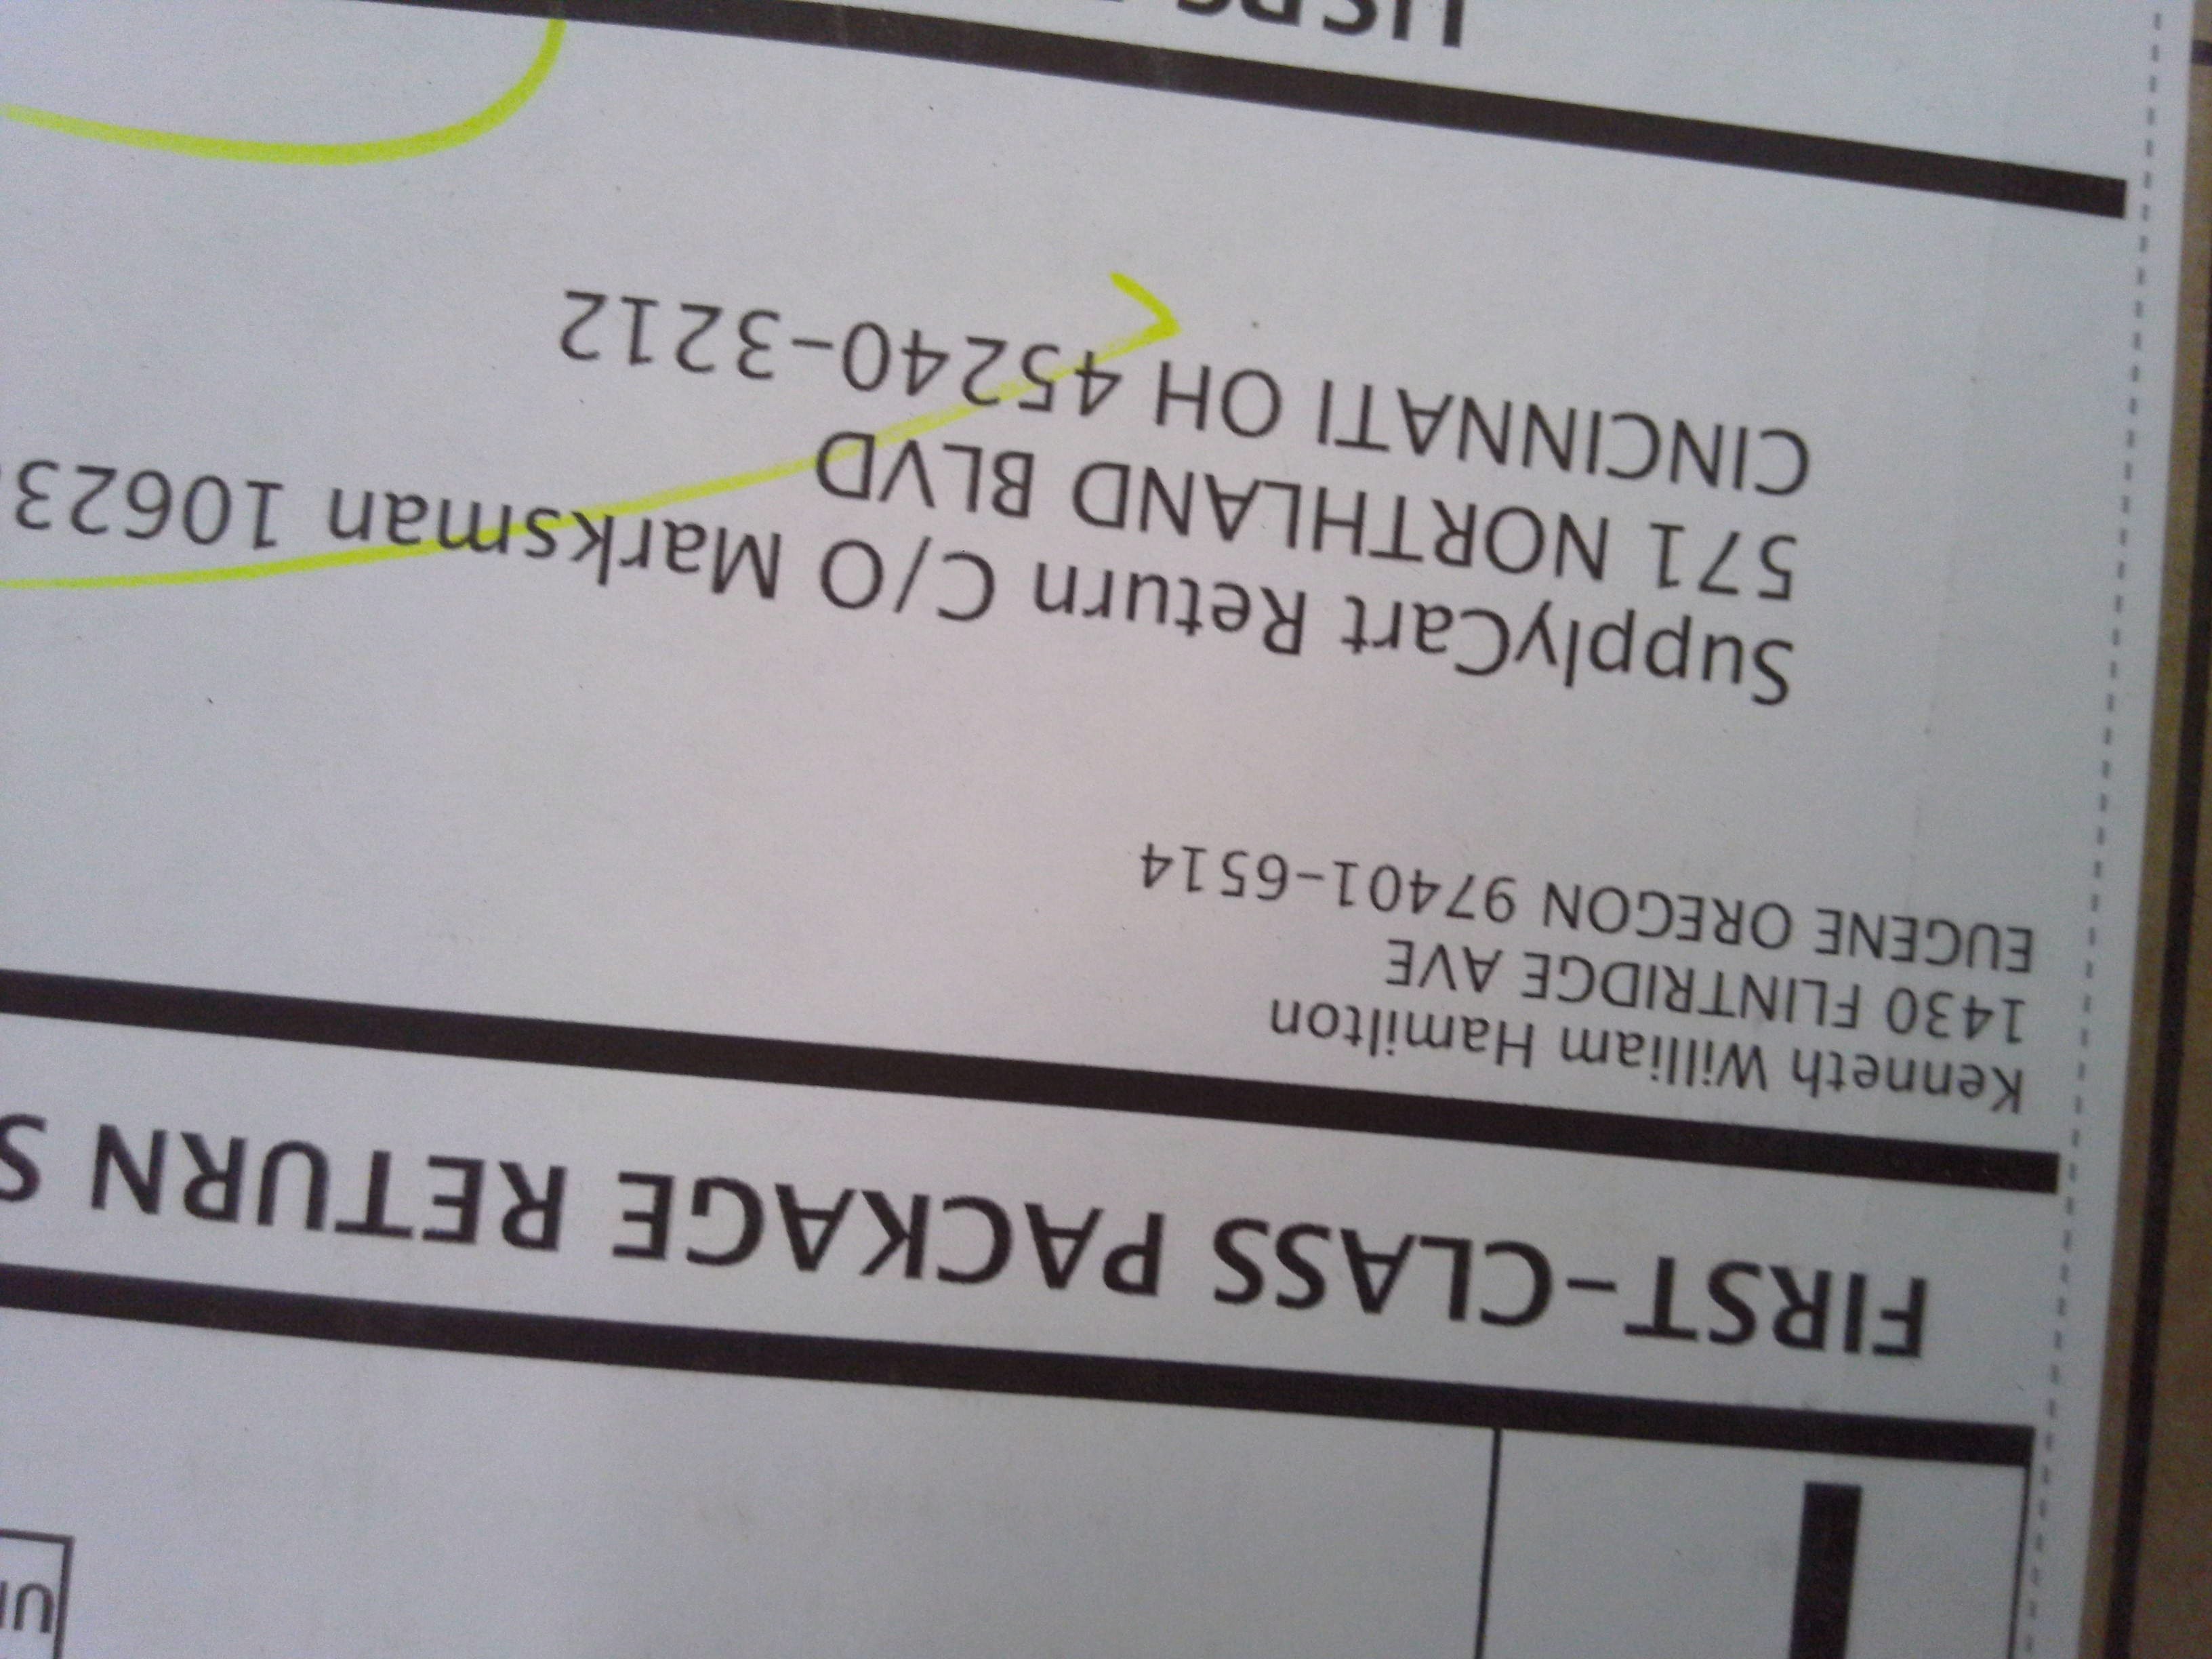 FIRST-CLASS PACKAGE RETURN S
Kenneth William Hamilton
1430 FLINTRIDGE AVE
EUGENE OREGON 97401-6514
SupplyCart Return C/O Marksman 10623
571 NORTHLAND BLVD
CINCINNATI OH 45240-3212